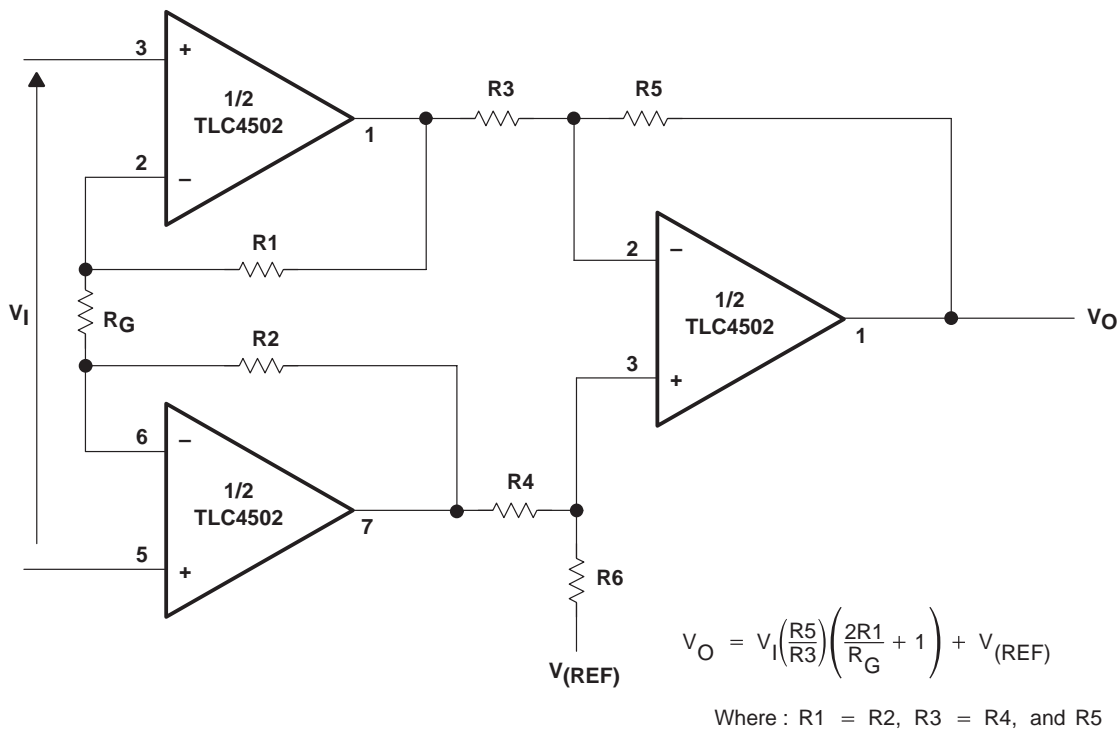 3
+
1/2
TLC4502
1
2
–
R3
R5
R1
RG
VI
R2
2
–
1/2
TLC4502
1
VO
3
+
6
–
1/2
TLC4502
7
5
+
R4
R6
V(REF)
VO = VI(R5/R3)(2R1/RG + 1) + V(REF)
Where : R1 = R2, R3 = R4, and R5